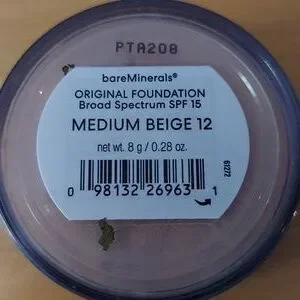 PTA208
bareMinerals®
ORIGINAL FOUNDATION
Broad Spectrum SPF 15
MEDIUM BEIGE 12
net wt. 8 g / 0.28 oz.
61272
0 98132 26963 1